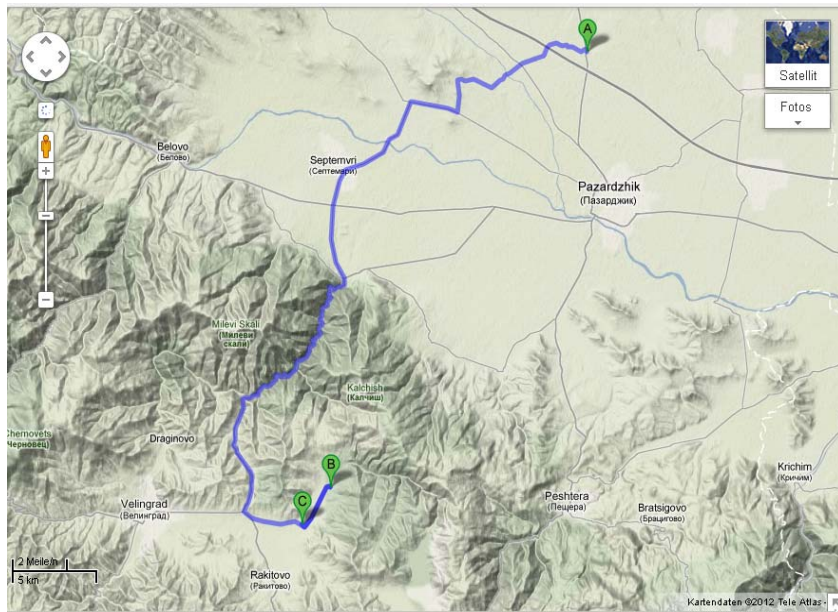 A
Satellit
Fotos
Belovo
(Белово)
Septemvri
(Септември)
Pazardzhik
(Пазарджик)
Milevi Skali
(Милеви
скали)
Kalchish
(Калчиш)
Chernovets
(Черновец)
Draginovo
B
C
Velingrad
(Велинград)
Peshtera
(Пещера)
Bratsigovo
(Брацигово)
Krichim
(Кричим)
Rakitovo
(Ракитово)
2 Meile/n
5 km
Kartendaten ©2012 Tele Atlas -